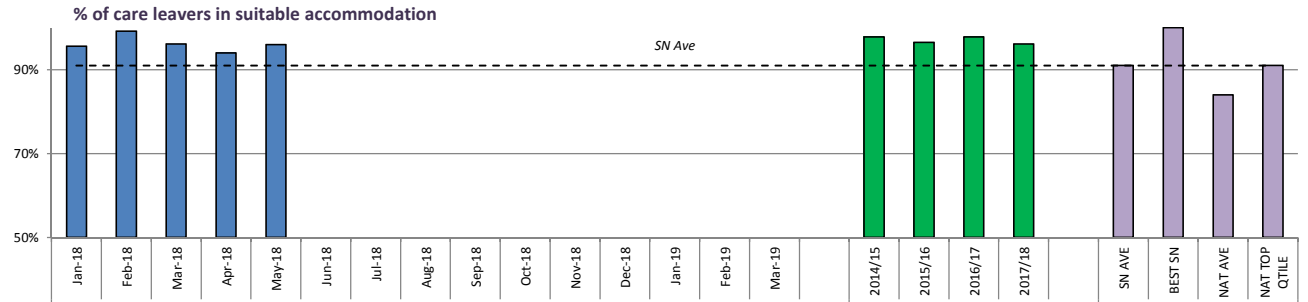 % of care leavers in suitable accommodation
SN Ave
90%
70%
50%
Jan-18
Feb-18
Mar-18
Apr-18
May-18
Jun-18
Jul-18
Aug-18
Sep-18
Oct-18
Nov-18
Dec-18
Jan-19
Feb-19
Mar-19
2014/15
2015/16
2016/17
2017/18
SN AVE
BEST SN
NAT AVE
NAT TOP
QTILE